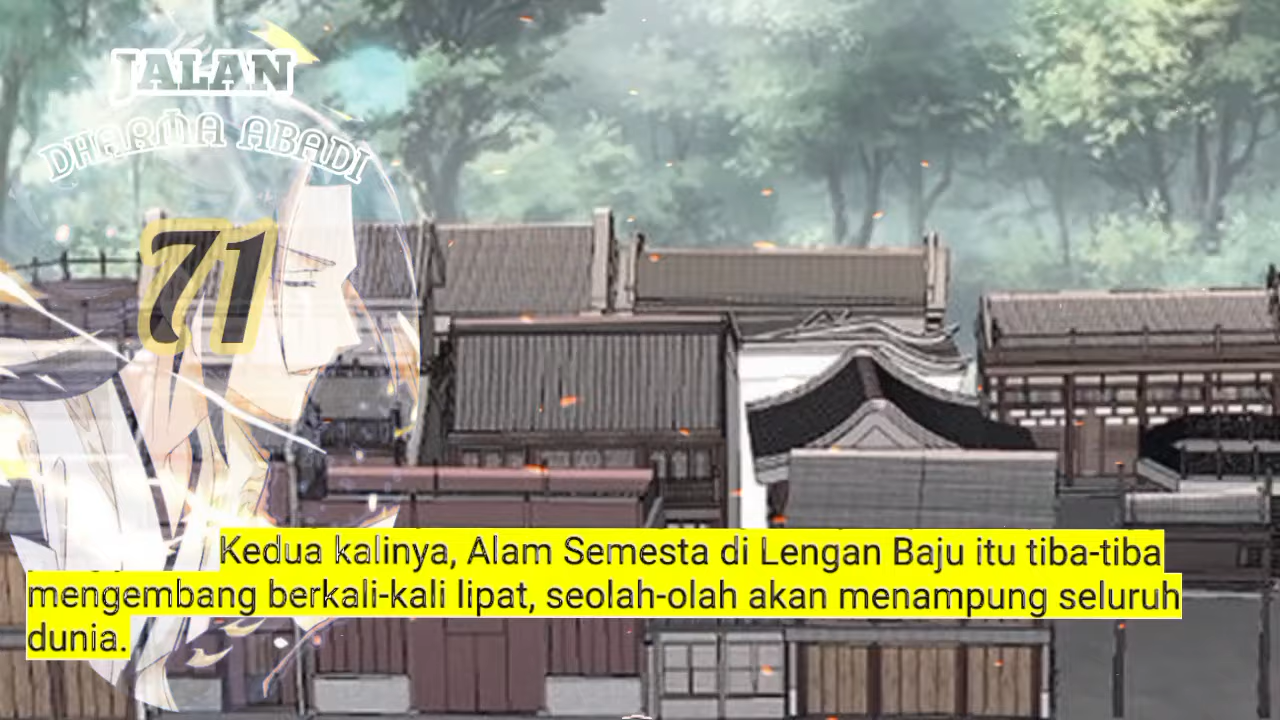 JALAN
DHARMA ABADI
71
Kedua kalinya, Alam Semesta di Lengan Baju itu tiba-tiba
mengembang berkali-kali lipat, seolah-olah akan menampung seluruh
dunia.